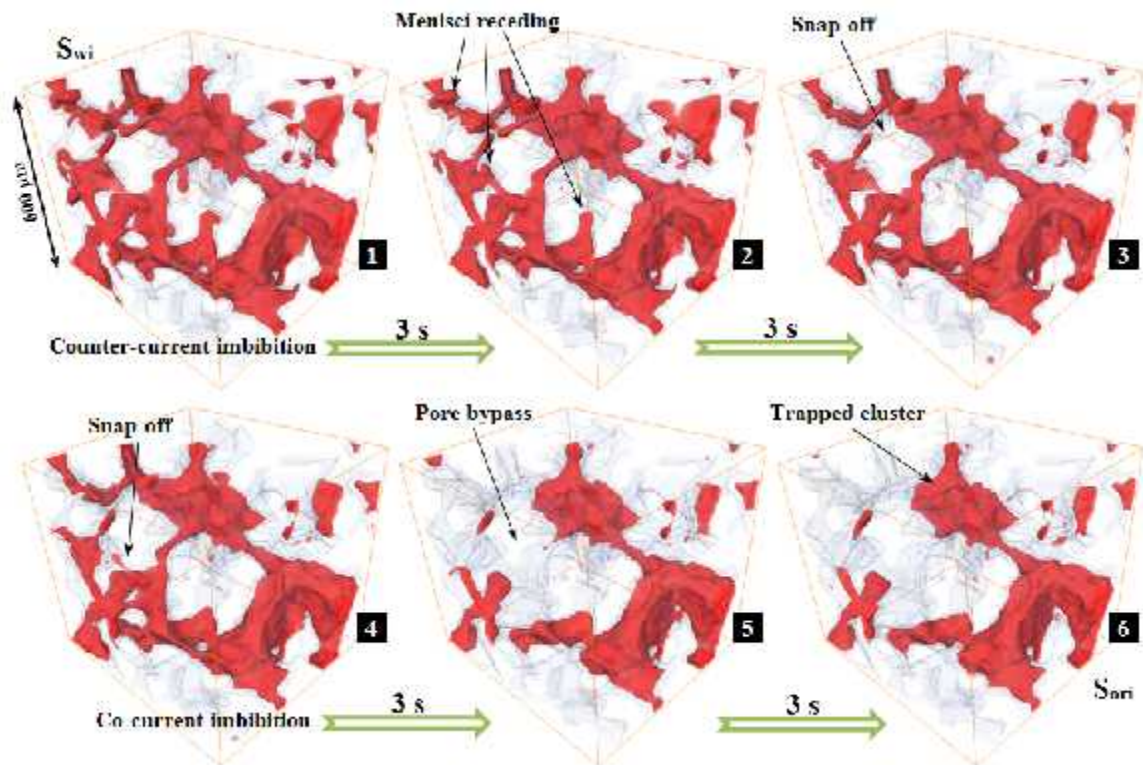 Menisci receding
Snap off
Swi
600 μm
1
2
3
3 s
3 s
Counter-current imbibition
Snap off
Pore bypass
Trapped cluster
4
5
6
Sori
3 s
3 s
Co-current imbibition